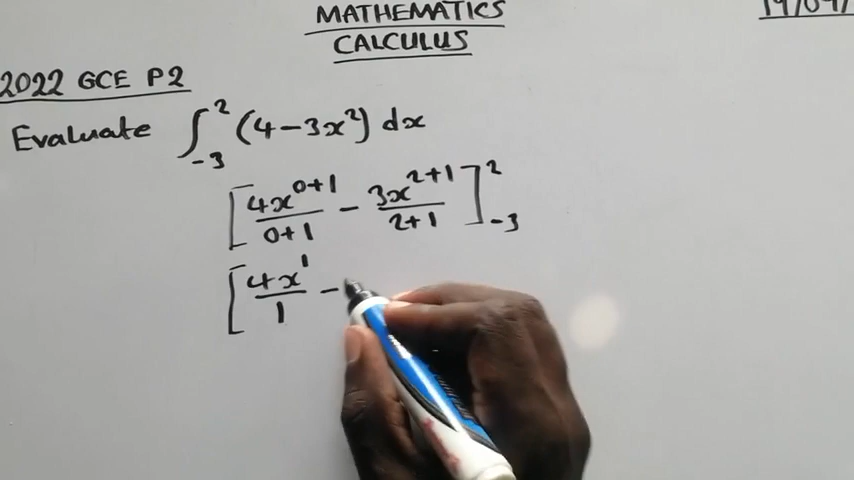 MATHEMATICS
CALCULUS
2022 GCE P2
Evaluate ∫₋₃² (4-3x²) dx
[4x⁰⁺¹/0+1 - 3x²⁺¹/2+1]₋₃²
[4x¹/1 -